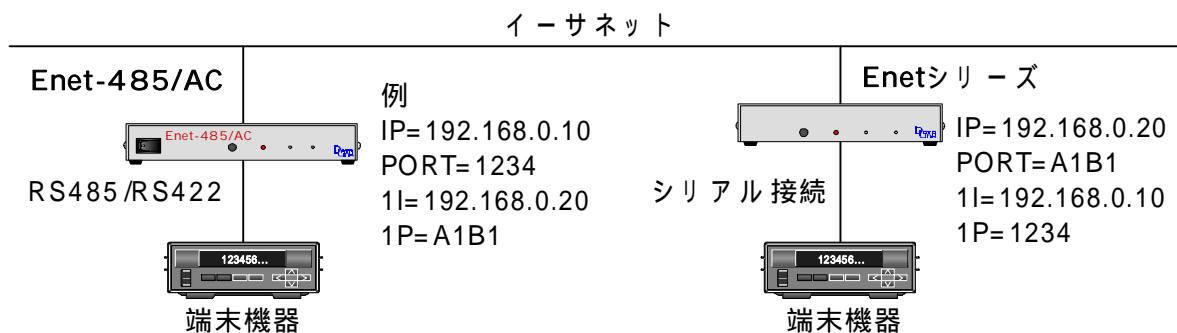 イーサネット
Enet-485/AC
Enet-485/AC
RS485/RS422
例
IP=192.168.0.10
PORT=1234
1I=192.168.0.20
1P=A1B1
123456...
端末機器
Enetシリーズ
シリアル接続
IP=192.168.0.20
PORT=A1B1
1I=192.168.0.10
1P=1234
123456...
端末機器